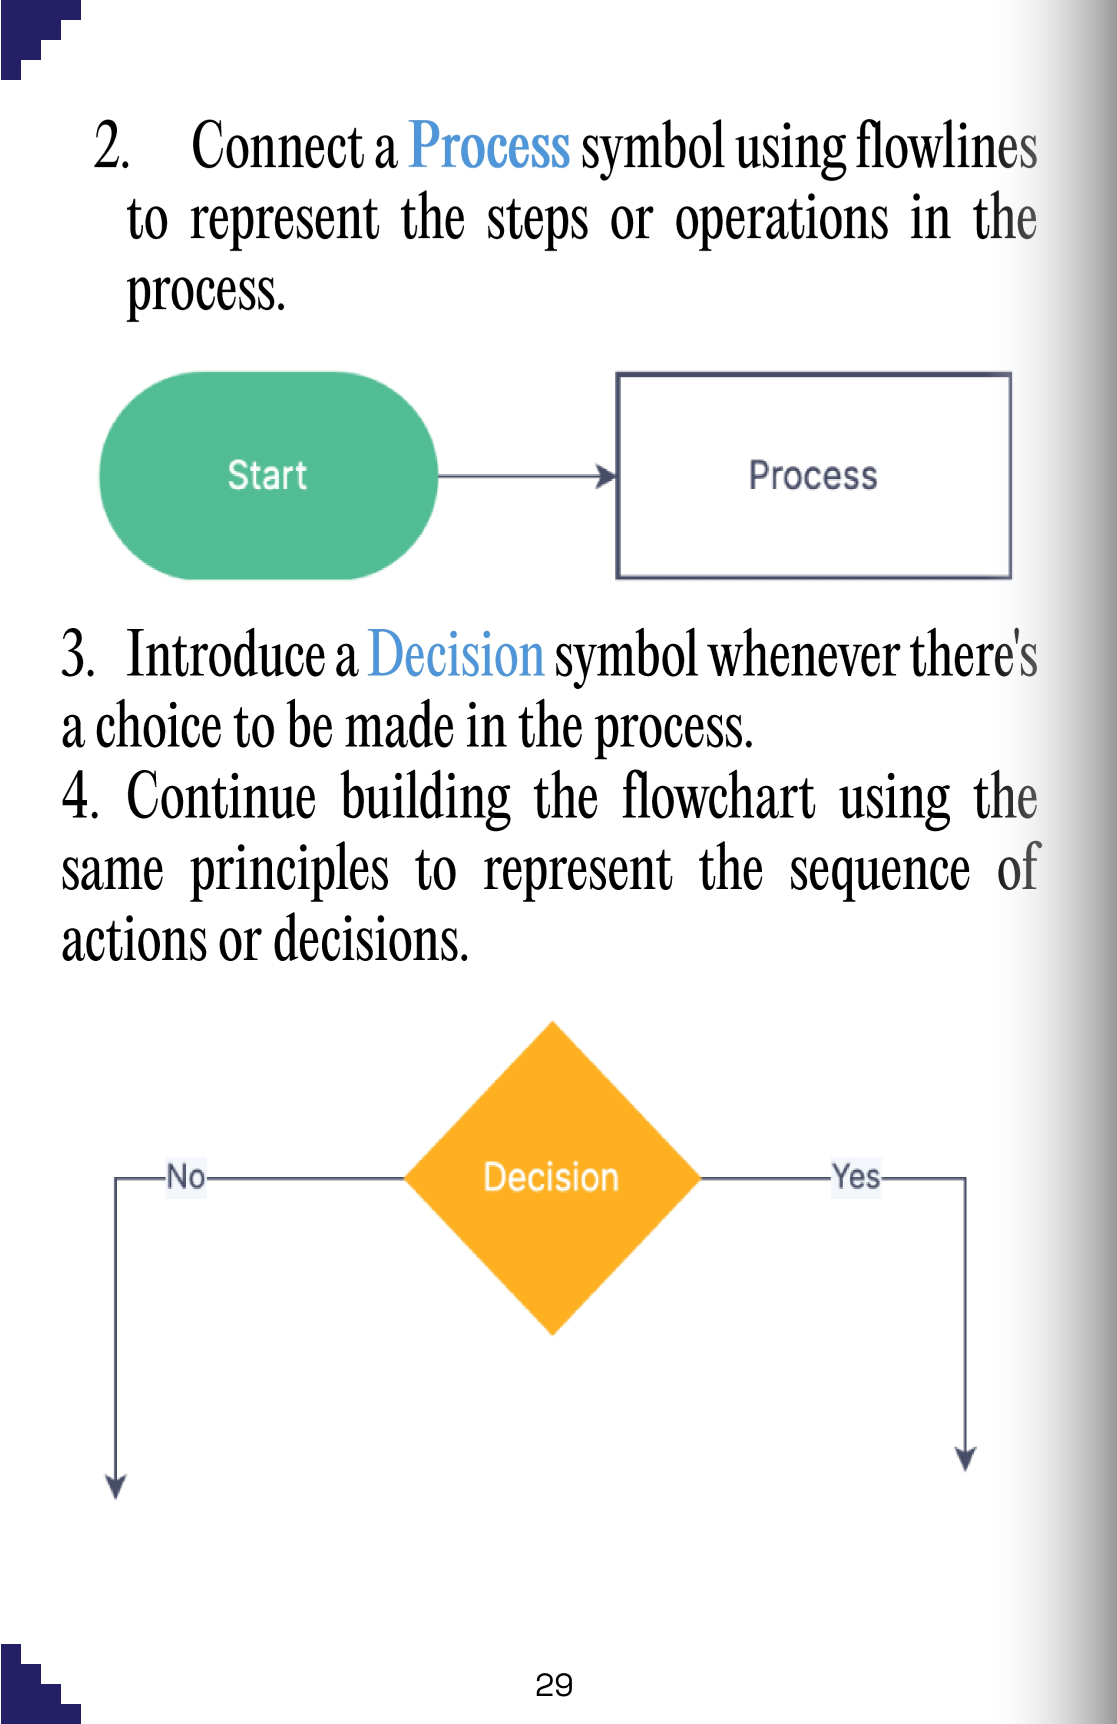 2. Connect a Process symbol using flowlines
to represent the steps or operations in the
process.
Start
Process
3. Introduce a Decision symbol whenever there's
a choice to be made in the process.
4. Continue building the flowchart using the
same principles to represent the sequence of
actions or decisions.
No
Decision
Yes
29